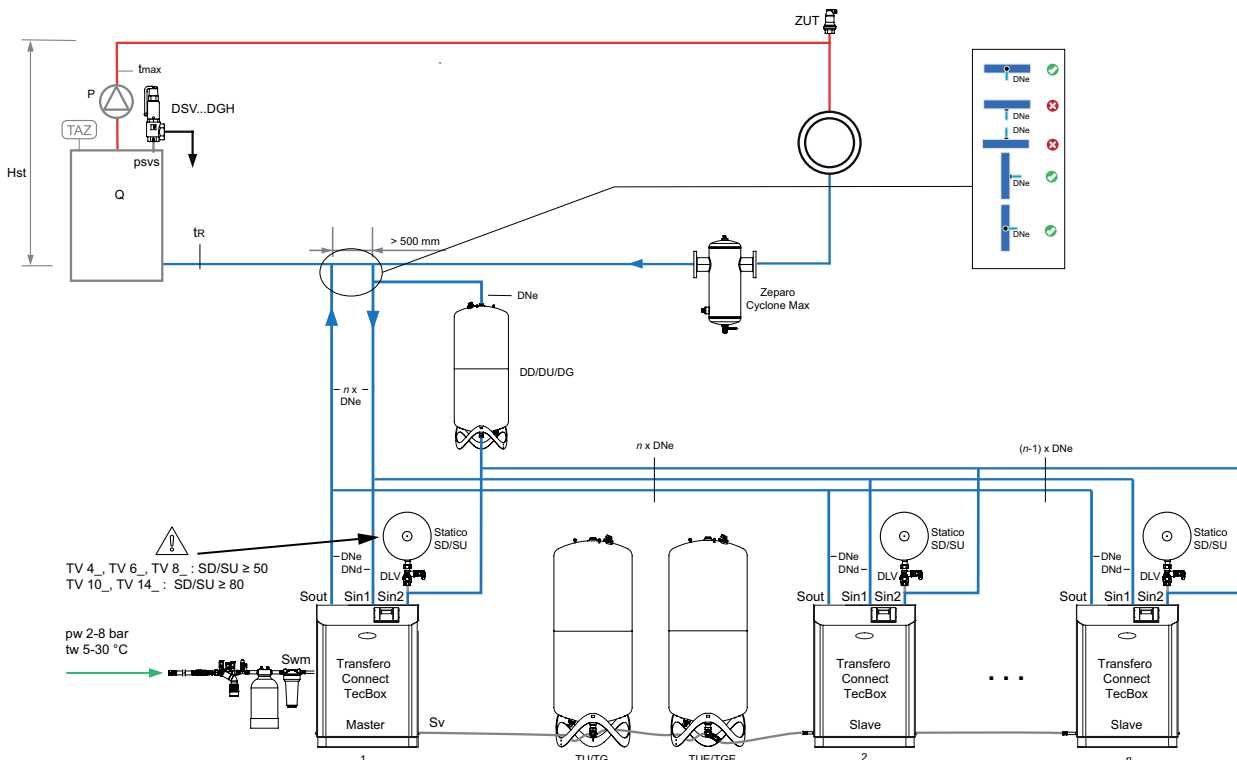 ZUT
tmax
P
DSV...DGH
TAZ
psvs
Hst
Q
tR
> 500 mm
DNe
DNe
DNe
DNe
DNe
DNe
Zeparo
Cyclone Max
DD/DU/DG
n x
DNe
n x DNe
(n-1) x DNe
TV 4_, TV 6_, TV 8_ : SD/SU ≥ 50
TV 10_, TV 14_ : SD/SU ≥ 80
Statico
SD/SU
DNe
DNd
DLV
Sout
Sin1
Sin2
Statico
SD/SU
DNe
DNd
DLV
Sout
Sin1
Sin2
Statico
SD/SU
DNe
DNd
DLV
Sout
Sin1
Sin2
pw 2-8 bar
tw 5-30 °C
Swm
Transfero
Connect
TecBox
Master
Sv
Transfero
Connect
TecBox
Slave
. . .
Transfero
Connect
TecBox
Slave
1
TU/TG
TUE/TGE
2
n